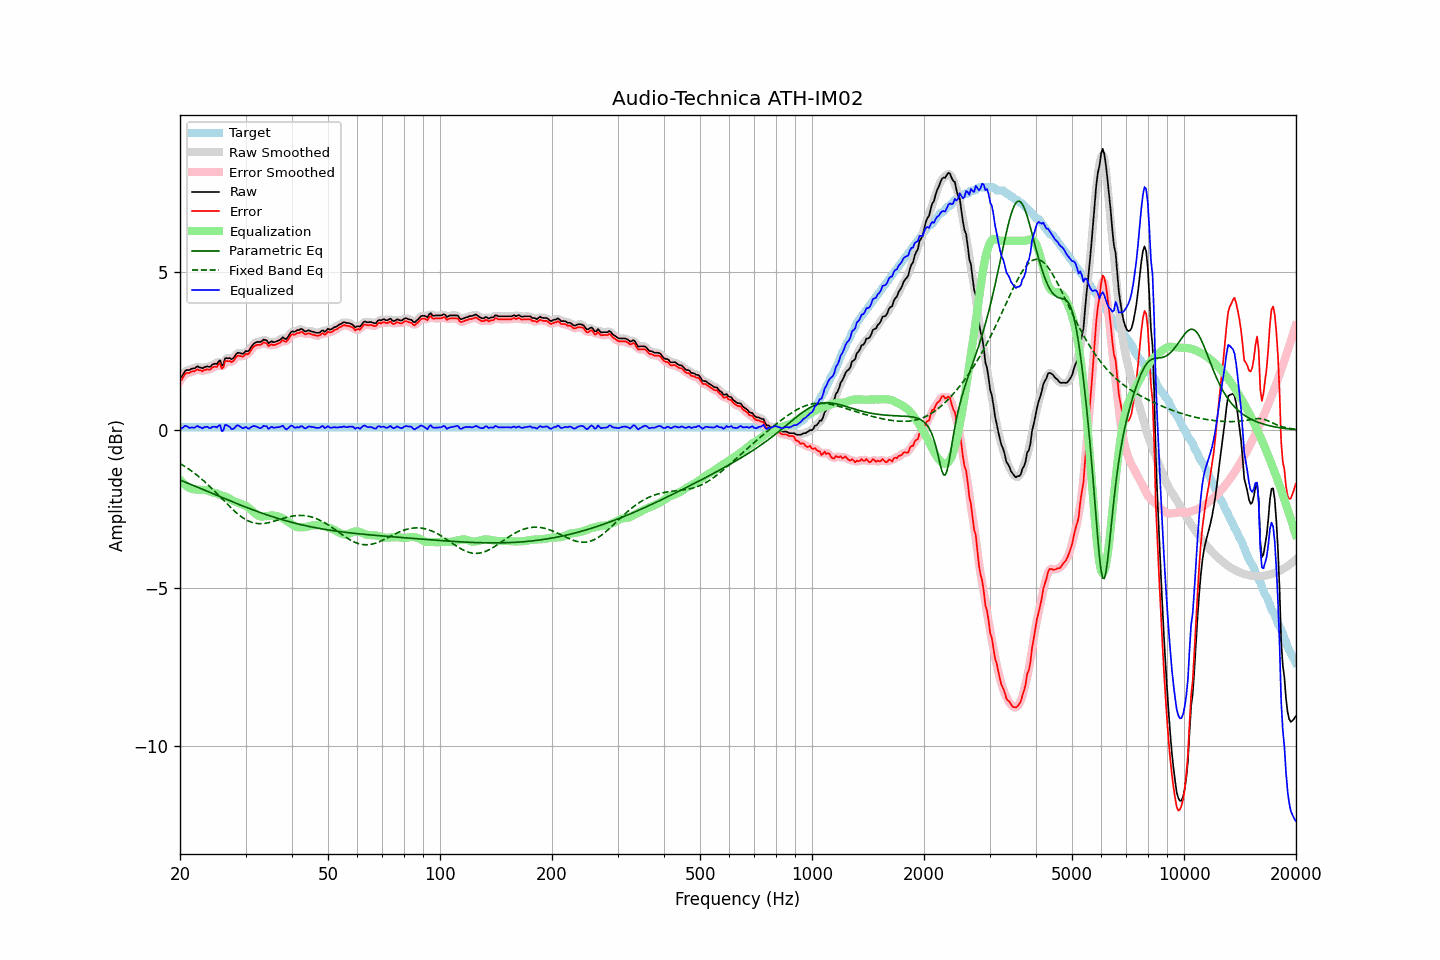 Audio-Technica ATH-IM02
Target
Raw Smoothed
Error Smoothed
Raw
Error
Equalization
Parametric Eq
Fixed Band Eq
Equalized
Amplitude (dBr)
5
0
−5
−10
20 50 100 200 500 1000 2000 5000 10000 20000
Frequency (Hz)